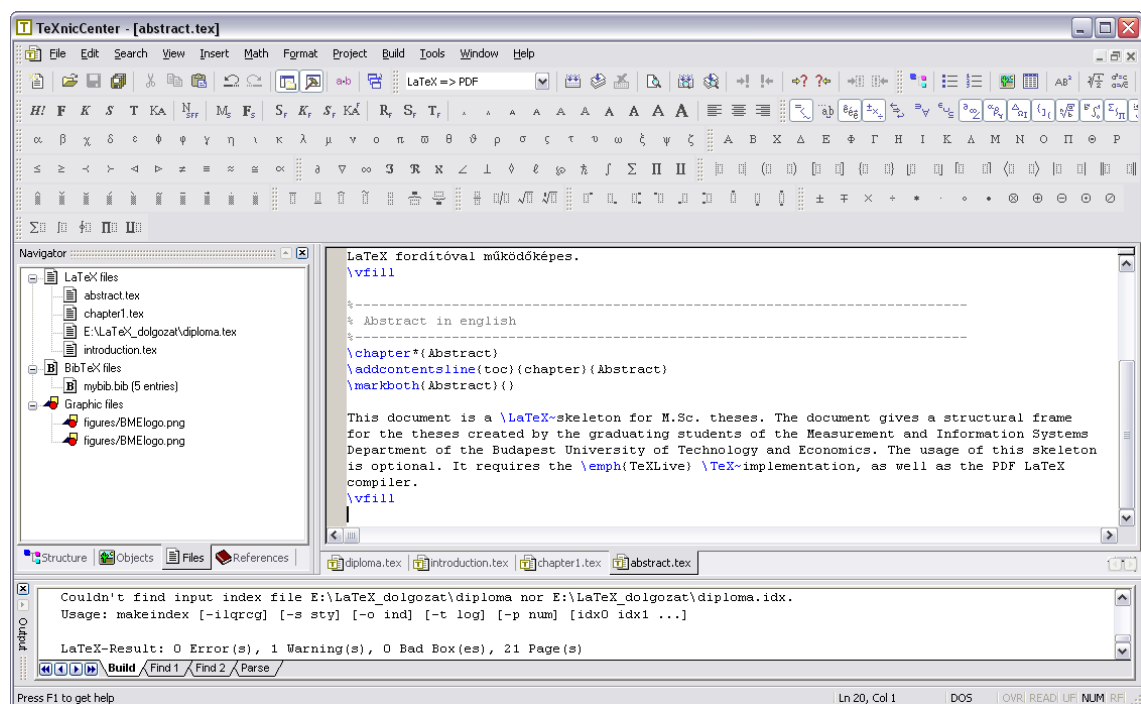 TeXnicCenter - [abstract.tex]
File Edit Search View Insert Math Format Project Build Tools Window Help
LaTeX => PDF
Navigator
LaTeX files
abstract.tex
chapter1.tex
E:\LaTeX_dolgozat\diploma.tex
introduction.tex
BibTeX files
mybib.bib (5 entries)
Graphic files
figures/BMElogo.png
figures/BMElogo.png
Structure Objects Files References
LaTeX fordítóval működőképes.
\vfill
%----------------------------------------------------------------------------
% Abstract in english
%----------------------------------------------------------------------------
\chapter*{Abstract}
\addcontentsline{toc}{chapter}{Abstract}
\markboth{Abstract}{}
This document is a \LaTeX~skeleton for M.Sc. theses. The document gives a structural frame
for the theses created by the graduating students of the Measurement and Information Systems
Department of the Budapest University of Technology and Economics. The usage of this skeleton
is optional. It requires the \emph{TeXLive} \TeX~implementation, as well as the PDF LaTeX
compiler.
\vfill
diploma.tex introduction.tex chapter1.tex abstract.tex
Output
Couldn't find input index file E:\LaTeX_dolgozat\diploma nor E:\LaTeX_dolgozat\diploma.idx.
Usage: makeindex [-ilqrcg] [-s sty] [-o ind] [-t log] [-p num] [idx0 idx1 ...]
LaTeX-Result: 0 Error(s), 1 Warning(s), 0 Bad Box(es), 21 Page(s)
Build Find 1 Find 2 Parse
Press F1 to get help Ln 20, Col 1 DOS OVR READ UF NUM RF